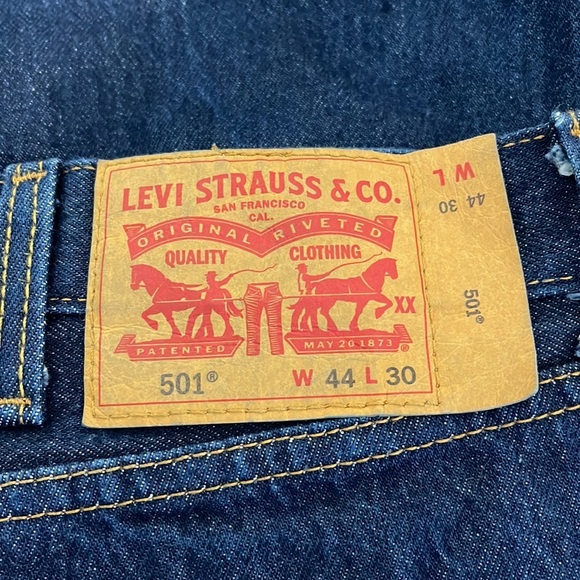 LEVI STRAUSS & CO.
SAN FRANCISCO
CAL.
ORIGINAL RIVETED
QUALITY CLOTHING
XX
PATENTED MAY 20 1873 ®
501® W 44 L 30
W L
44 30
501®